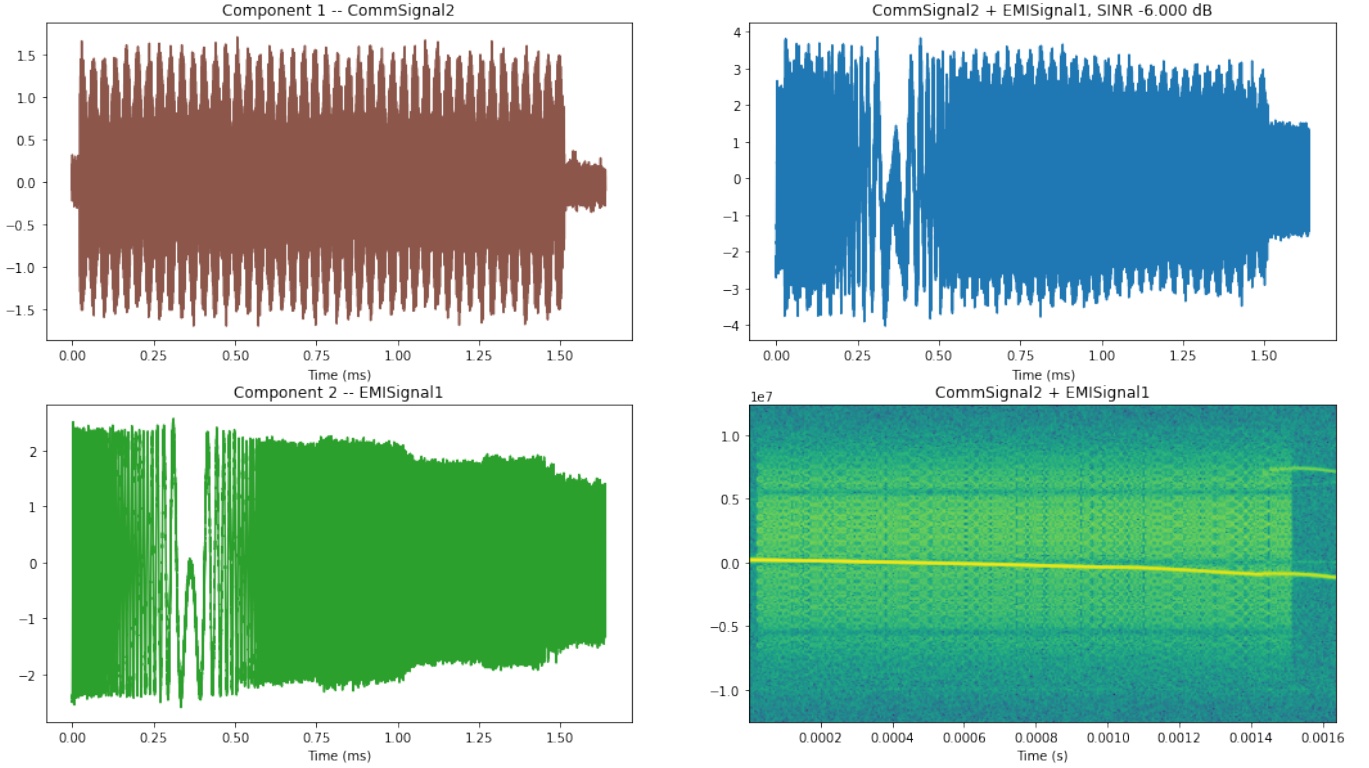 Component 1 -- CommSignal2
1.5
1.0
0.5
0.0
−0.5
−1.0
−1.5
0.00 0.25 0.50 0.75 1.00 1.25 1.50
Time (ms)
CommSignal2 + EMISignal1, SINR -6.000 dB
4
3
2
1
0
−1
−2
−3
−4
0.00 0.25 0.50 0.75 1.00 1.25 1.50
Time (ms)
Component 2 -- EMISignal1
2
1
0
−1
−2
0.00 0.25 0.50 0.75 1.00 1.25 1.50
Time (ms)
CommSignal2 + EMISignal1
1e7
1.0
0.5
0.0
−0.5
−1.0
0.0002 0.0004 0.0006 0.0008 0.0010 0.0012 0.0014 0.0016
Time (s)